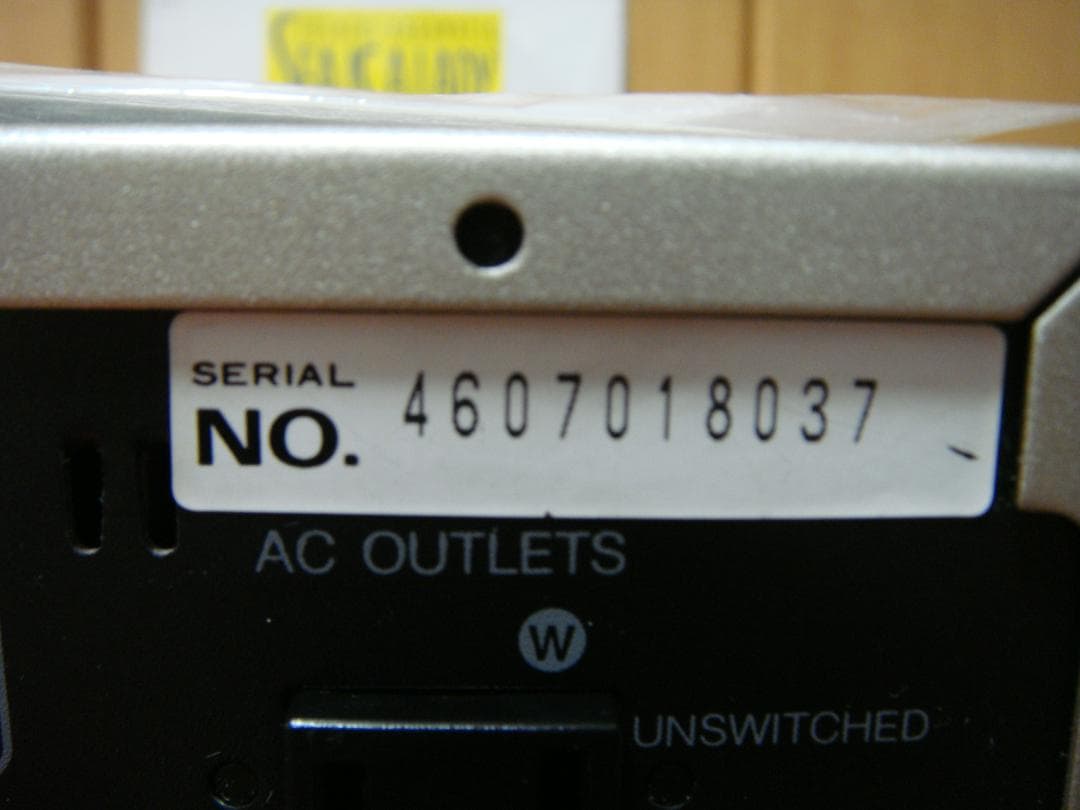 SERIAL
NO. 4607018037
AC OUTLETS
W
UNSWITCHED